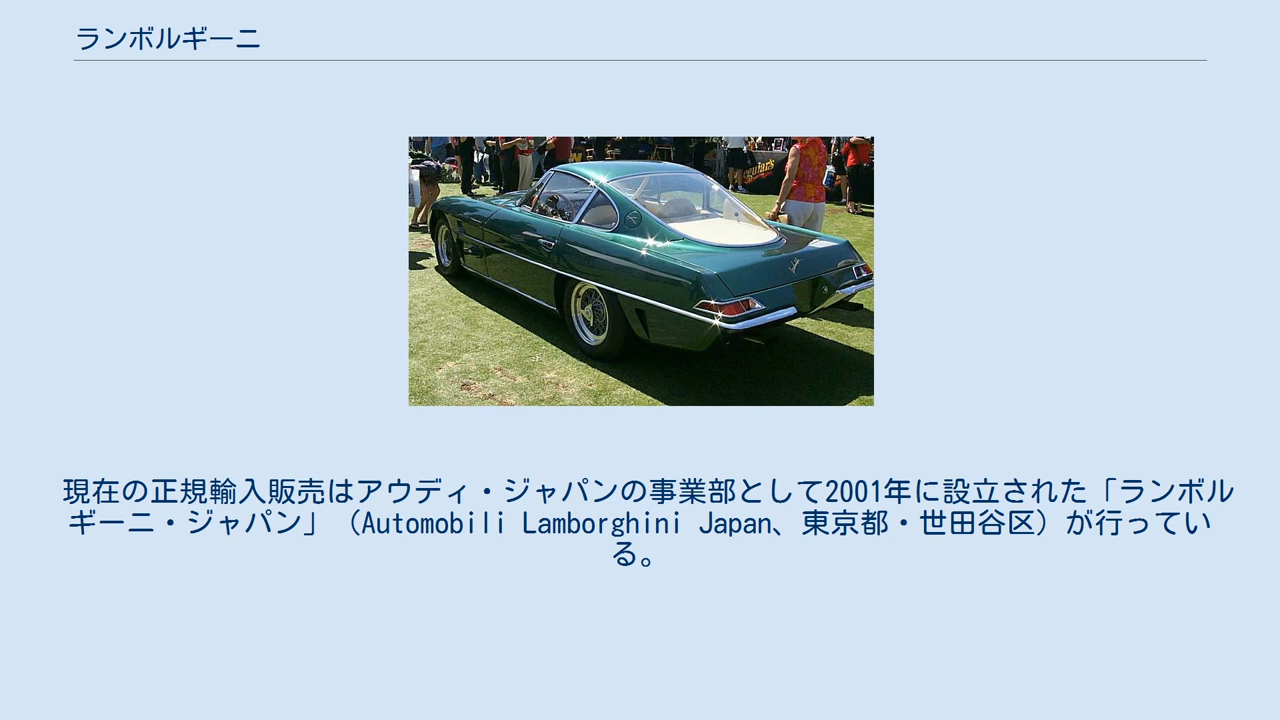 ランボルギーニ
現在の正規輸入販売はアウディ・ジャパンの事業部として2001年に設立された「ランボル
ギーニ・ジャパン」（Automobili Lamborghini Japan、東京都・世田谷区）が行ってい
る。